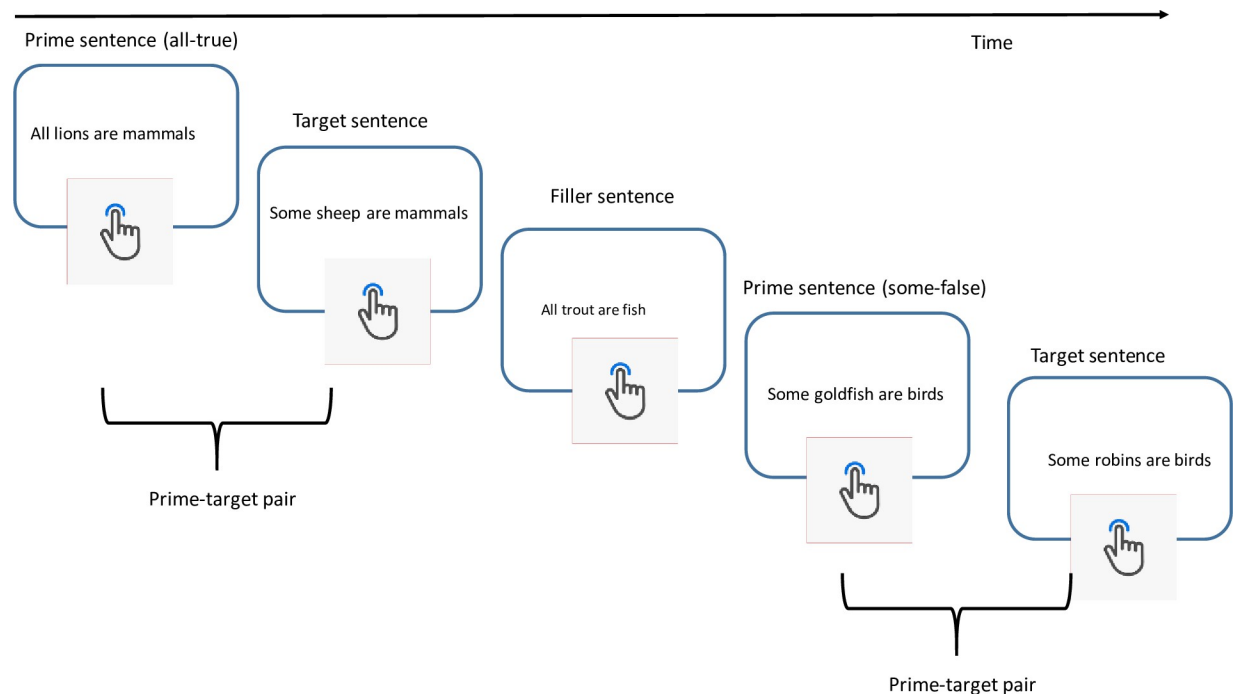 Time
Prime sentence (all-true)
All lions are mammals
Target sentence
Some sheep are mammals
Prime-target pair
Filler sentence
All trout are fish
Prime sentence (some-false)
Some goldfish are birds
Target sentence
Some robins are birds
Prime-target pair